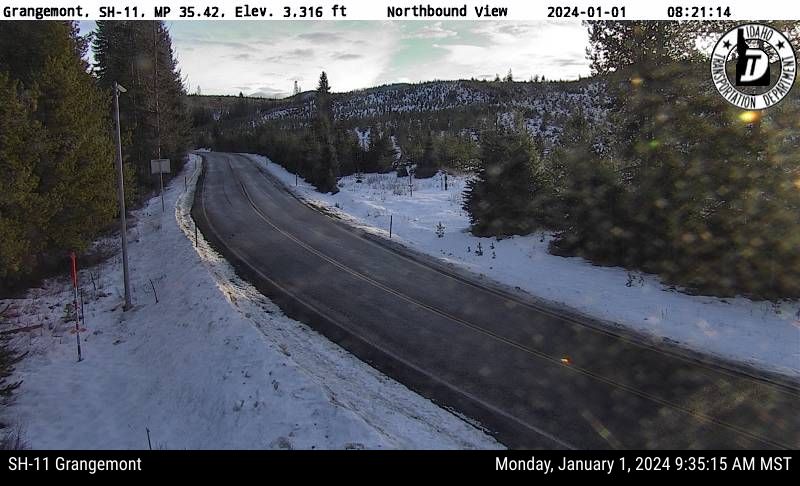 Grangemont, SH-11, MP 35.42, Elev. 3,316 ft Northbound View 2024-01-01 08:21:14
IDAHO
TRANSPORTATION DEPARTMENT
SH-11 Grangemont Monday, January 1, 2024 9:35:15 AM MST